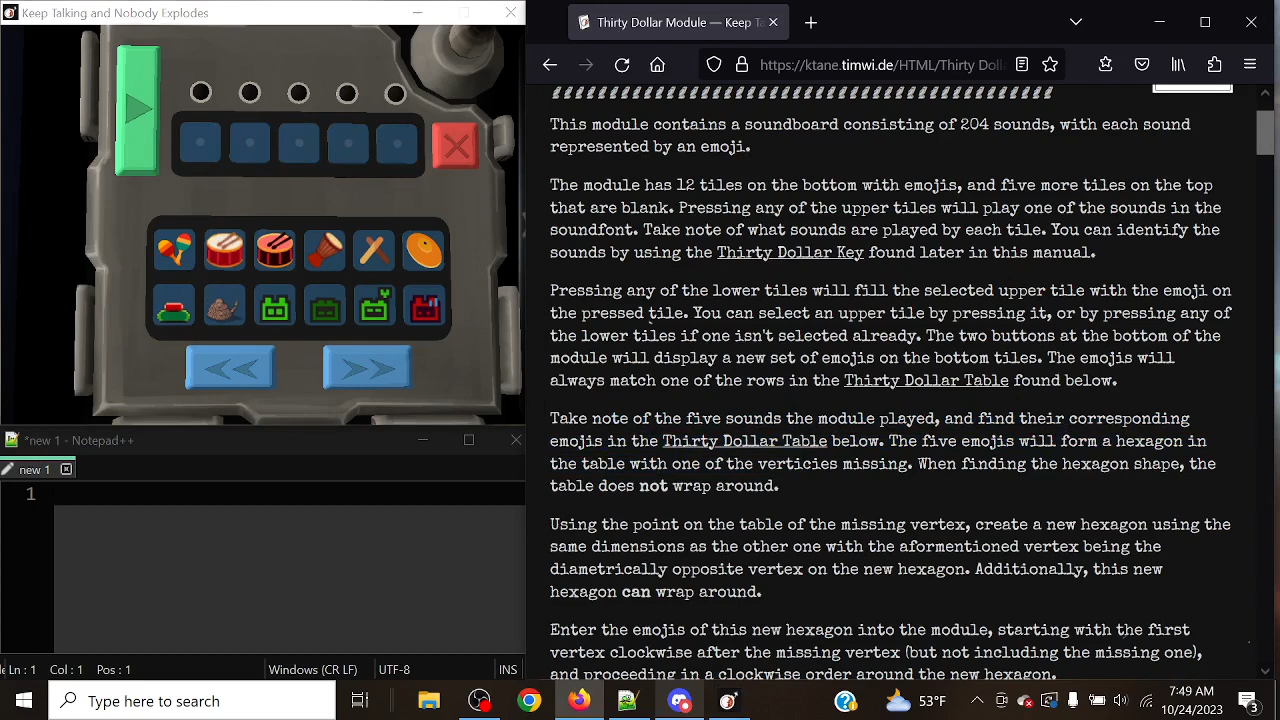 Keep Talking and Nobody Explodes
*new 1 - Notepad++
new 1
1
Ln : 1 Col : 1 Pos : 1 Windows (CR LF) UTF-8 INS
Thirty Dollar Module — Keep Ta
https://ktane.timwi.de/HTML/Thirty Doll
This module contains a soundboard consisting of 204 sounds, with each sound
represented by an emoji.
The module has 12 tiles on the bottom with emojis, and five more tiles on the top
that are blank. Pressing any of the upper tiles will play one of the sounds in the
soundfont. Take note of what sounds are played by each tile. You can identify the
sounds by using the Thirty Dollar Key found later in this manual.
Pressing any of the lower tiles will fill the selected upper tile with the emoji on
the pressed tile. You can select an upper tile by pressing it, or by pressing any of
the lower tiles if one isn't selected already. The two buttons at the bottom of the
module will display a new set of emojis on the bottom tiles. The emojis will
always match one of the rows in the Thirty Dollar Table found below.
Take note of the five sounds the module played, and find their corresponding
emojis in the Thirty Dollar Table below. The five emojis will form a hexagon in
the table with one of the verticies missing. When finding the hexagon shape, the
table does not wrap around.
Using the point on the table of the missing vertex, create a new hexagon using the
same dimensions as the other one with the aformentioned vertex being the
diametrically opposite vertex on the new hexagon. Additionally, this new
hexagon can wrap around.
Enter the emojis of this new hexagon into the module, starting with the first
vertex clockwise after the missing vertex (but not including the missing one),
and proceeding in a clockwise order around the new hexagon.
Type here to search
53°F
7:49 AM
10/24/2023
3